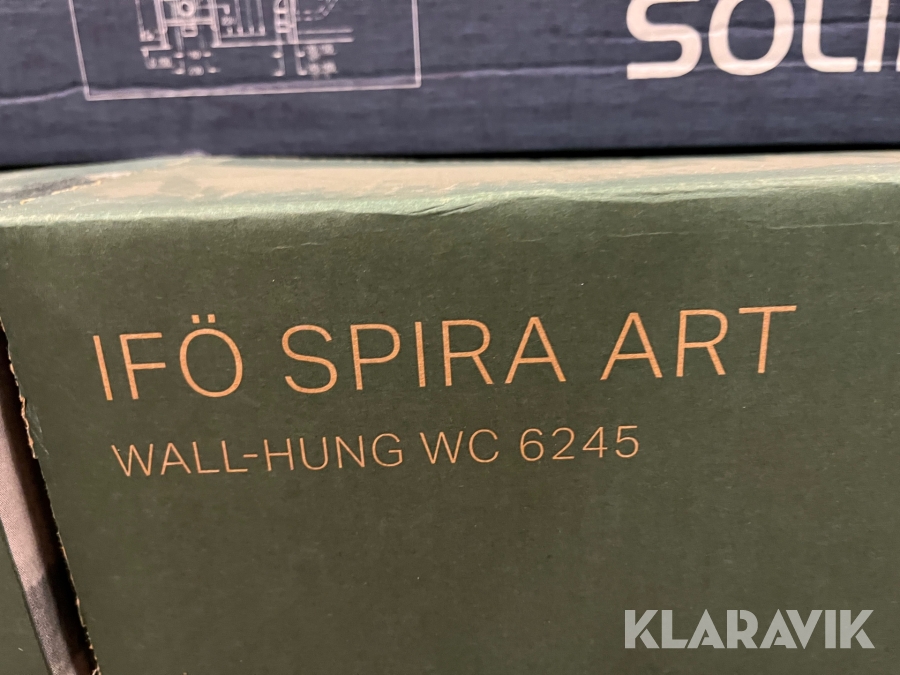 IFÖ SPIRA ART
WALL-HUNG WC 6245
KLARAVIK